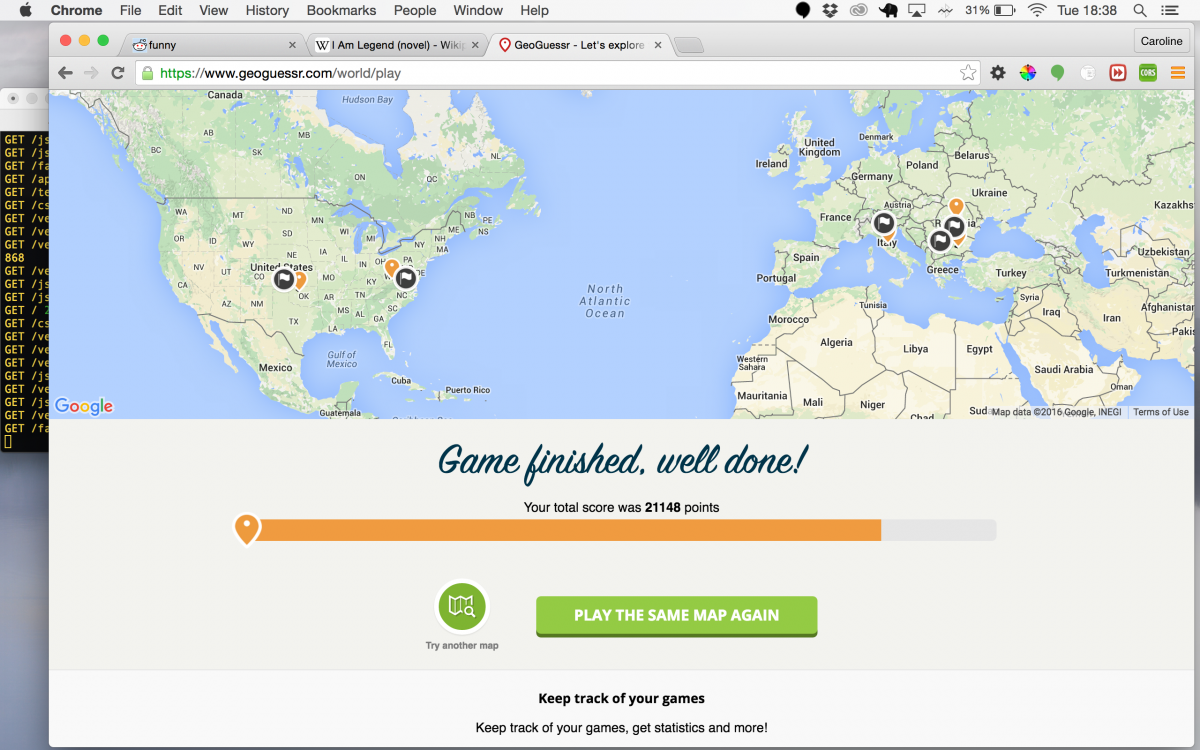 Chrome File Edit View History Bookmarks People Window Help 31% Tue 18:38
funny
I Am Legend (novel) - Wikip
GeoGuessr - Let's explore
Caroline
https://www.geoguessr.com/world/play
CORS
GET /js
GET /js
GET /fa
GET /ap
GET /te
GET /cs
GET /ve
GET /ve
GET /ve
868
GET /ve
GET /js
GET /js
GET / 2
GET /cs
GET /ve
GET /ve
GET /ve
GET /js
GET /ve
GET /js
GET /ve
GET /fa
Canada
Hudson Bay
AB
BC
SK
MB
ON
QC
NL
NB
PE
NS
WA
MT
ND
MN
OR
ID
WY
SD
WI
MI
NY
NH
ME
MA
NV
UT
CO
NE
IA
IL
IN
OH
PA
DE
United States
CA
AZ
NM
OK
AR
MO
KY
TN
NC
SC
TX
LA
MS
AL
GA
FL
Gulf of
Mexico
Mexico
Cuba
Puerto Rico
Guatemala
Caribbean Sea
North
Atlantic
Ocean
United
Kingdom
Ireland
Denmark
Germany
Poland
Belarus
Ukraine
Austria
France
Italy
Spain
Portugal
Greece
Turkey
Kazakhs
Uzbekistan
Turkmenistan
Syria
Iraq
Iran
Afghanistan
Pakis
Tunisia
Morocco
Algeria
Libya
Egypt
Western
Sahara
Saudi Arabia
Oman
Mauritania
Mali
Niger
Chad
Sud
Google
Map data ©2016 Google, INEGI
Terms of Use
Game finished, well done!
Your total score was 21148 points
Try another map
PLAY THE SAME MAP AGAIN
Keep track of your games
Keep track of your games, get statistics and more!